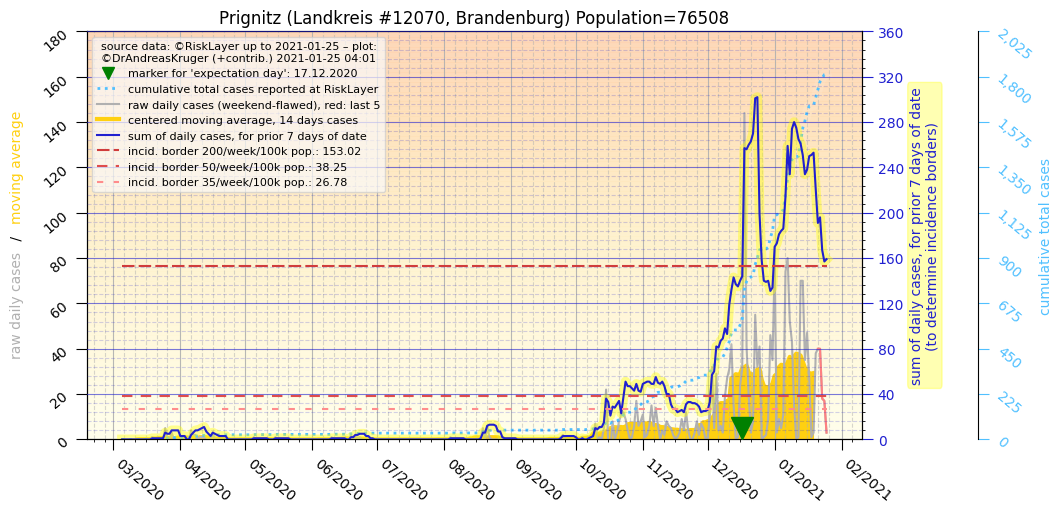 Prignitz (Landkreis #12070, Brandenburg) Population=76508
source data: ©RiskLayer up to 2021-01-25 – plot:
©DrAndreasKruger (+contrib.) 2021-01-25 04:01
marker for 'expectation day': 17.12.2020
cumulative total cases reported at RiskLayer
raw daily cases (weekend-flawed), red: last 5
centered moving average, 14 days cases
sum of daily cases, for prior 7 days of date
incid. border 200/week/100k pop.: 153.02
incid. border 50/week/100k pop.: 38.25
incid. border 35/week/100k pop.: 26.78
raw daily cases / moving average
180
160
140
120
100
80
60
40
20
0
03/2020
04/2020
05/2020
06/2020
07/2020
08/2020
09/2020
10/2020
11/2020
12/2020
01/2021
02/2021
360
320
280
240
200
160
120
80
40
0
sum of daily cases, for prior 7 days of date
(to determine incidence borders)
2,025
1,800
1,575
1,350
1,125
900
675
450
225
0
cumulative total cases